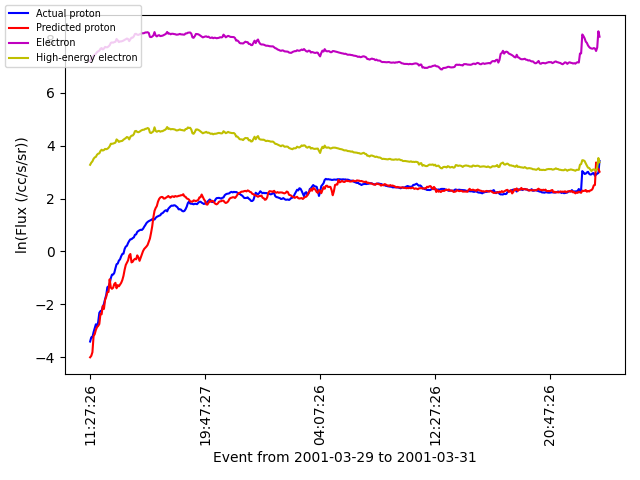 Actual proton
Predicted proton
Electron
High-energy electron
6
4
2
0
−2
−4
ln(Flux (/cc/s/sr))
11:27:26
19:47:27
04:07:26
12:27:26
20:47:26
Event from 2001-03-29 to 2001-03-31